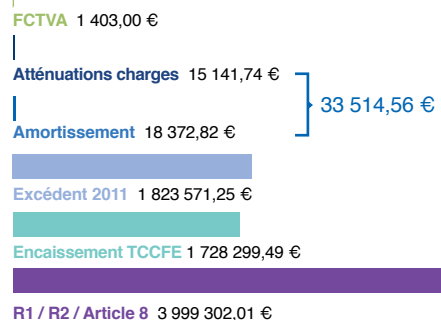 FCTVA 1 403,00 €
Atténuations charges 15 141,74 €
33 514,56 €
Amortissement 18 372,82 €
Excédent 2011 1 823 571,25 €
Encaissement TCCFE 1 728 299,49 €
R1 / R2 / Article 8 3 999 302,01 €